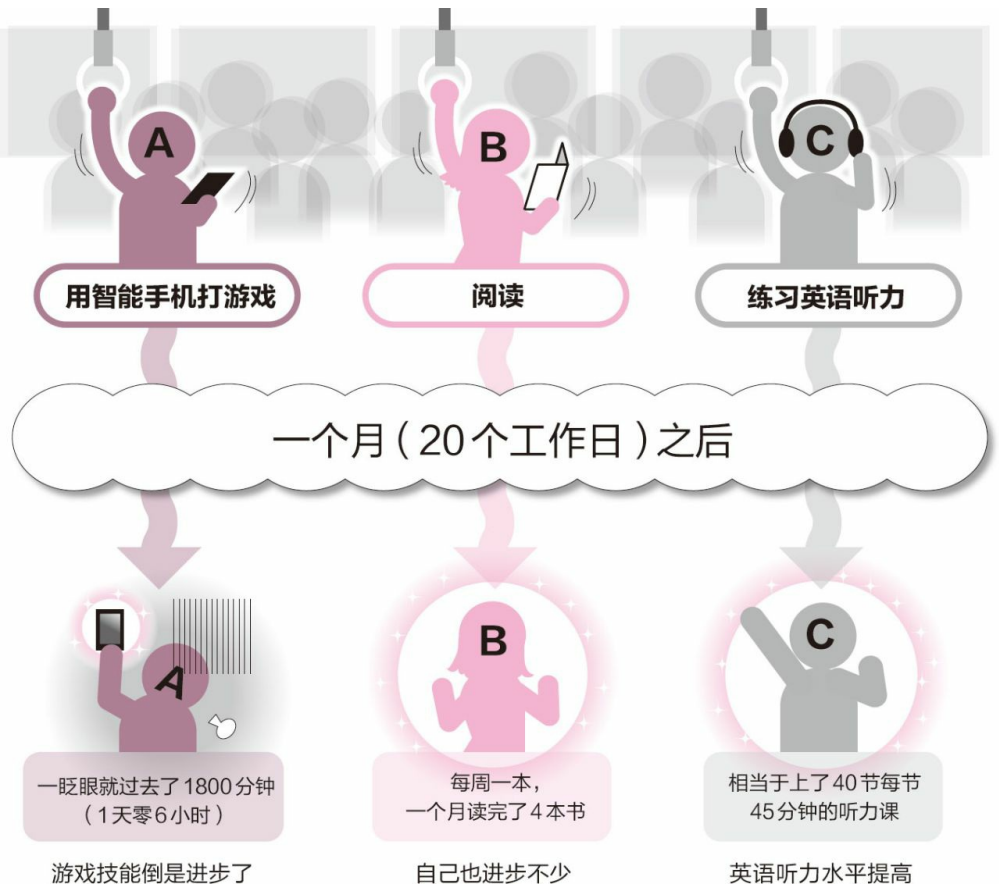 A
B
C
用智能手机打游戏
阅读
练习英语听力
一个月（20个工作日）之后
A
B
C
一眨眼就过去了1800分钟
（1天零6小时）
每周一本，
一个月读完了4本书
相当于上了40节每节
45分钟的听力课
游戏技能倒是进步了
自己也进步不少
英语听力水平提高